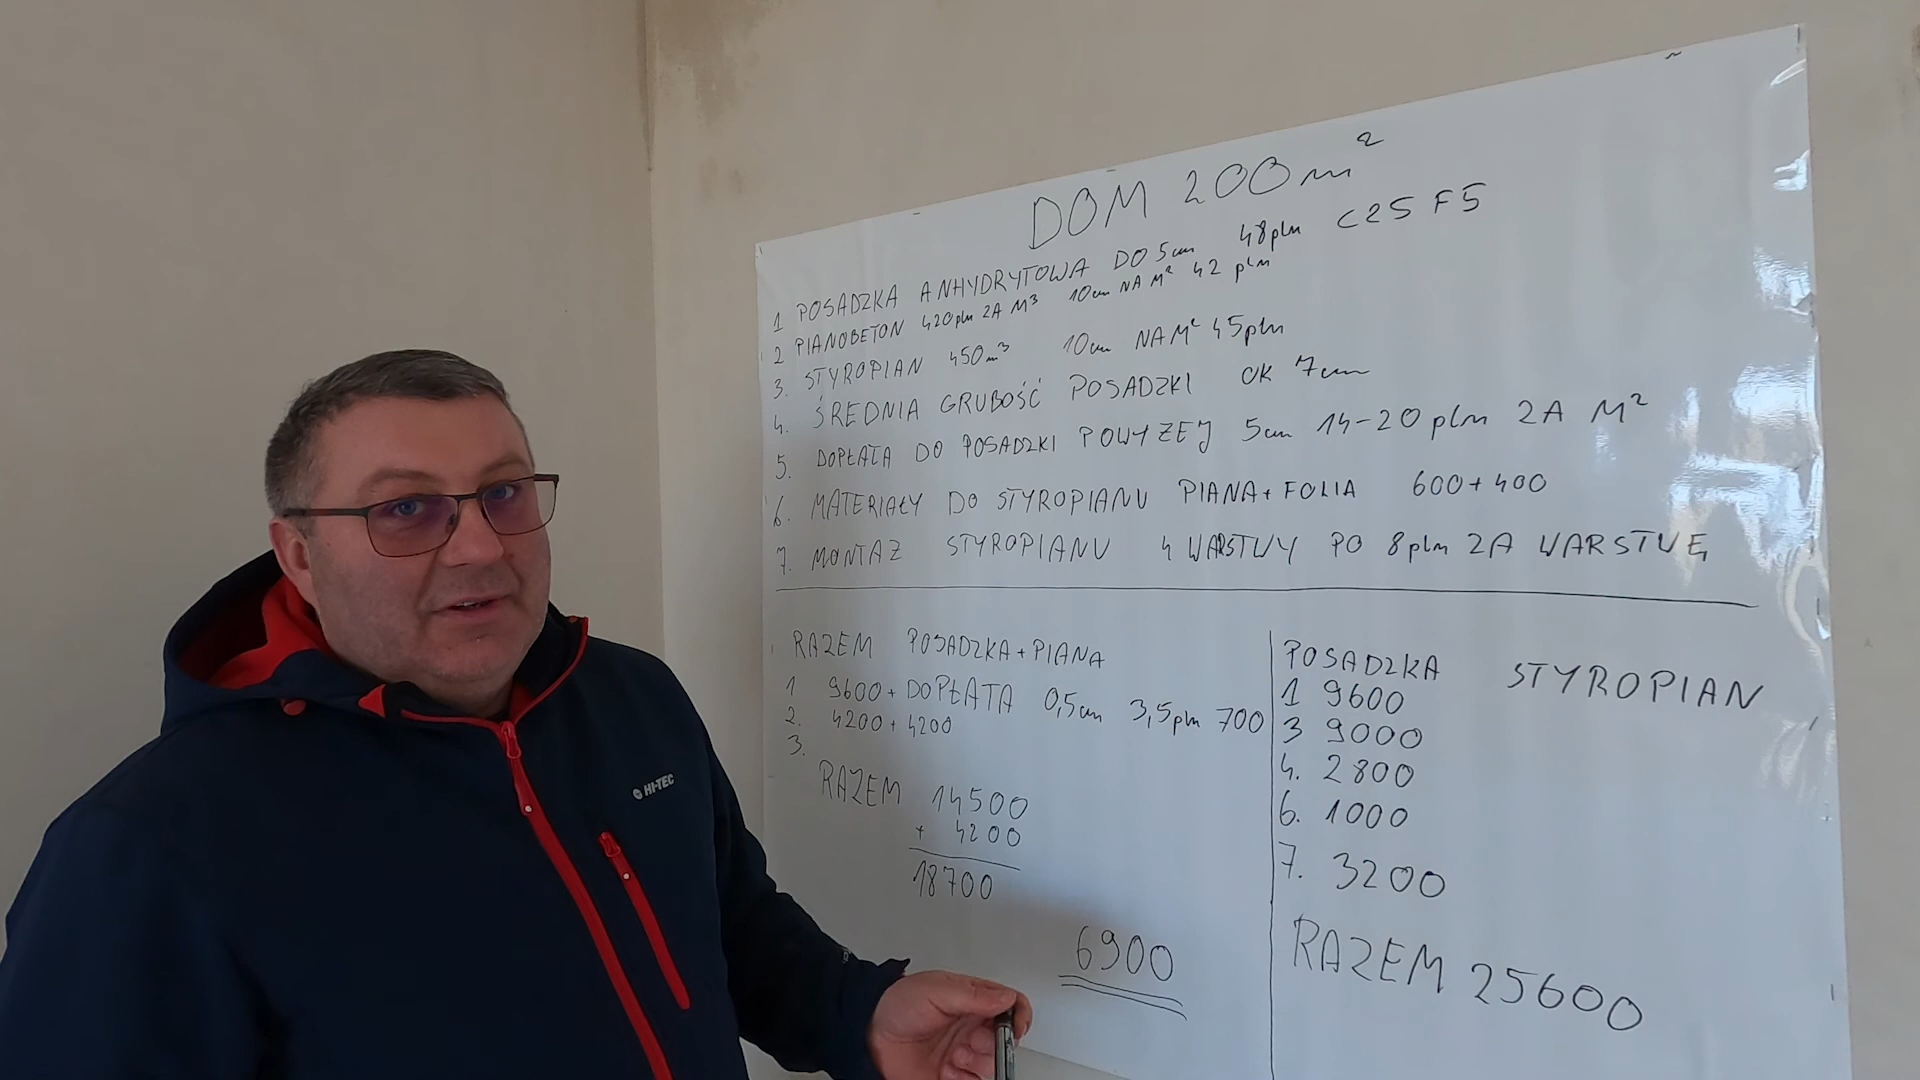 DOM 200m²
1 POSADZKA ANHYDRYTOWA DO 5cm 48pln C25 F5
2 PIANOBETON 420pln ZA M³ 10cm NA M² 42 pln
3. STYROPIAN 450m³ 10cm NA M² 45pln
4. ŚREDNIA GRUBOŚĆ POSADZKI OK 7cm
5. DOPŁATA DO POSADZKI POWYZEJ 5cm 14-20 pln ZA M²
6. MATERIAŁY DO STYROPIANU PIANA + FOLIA 600+400
7. MONTAZ STYROPIANU 4 WARSTWY PO 8pln ZA WARSTWĘ
RAZEM POSADZKA + PIANA
1 9600 + DOPŁATA 0,5cm 3,5pln 700
2. 4200 + 4200
3.
RAZEM 14500
+ 4200
18700
6900
POSADZKA STYROPIAN
1 9600
3 9000
4. 2800
6. 1000
7. 3200
RAZEM 25600
HI-TEC